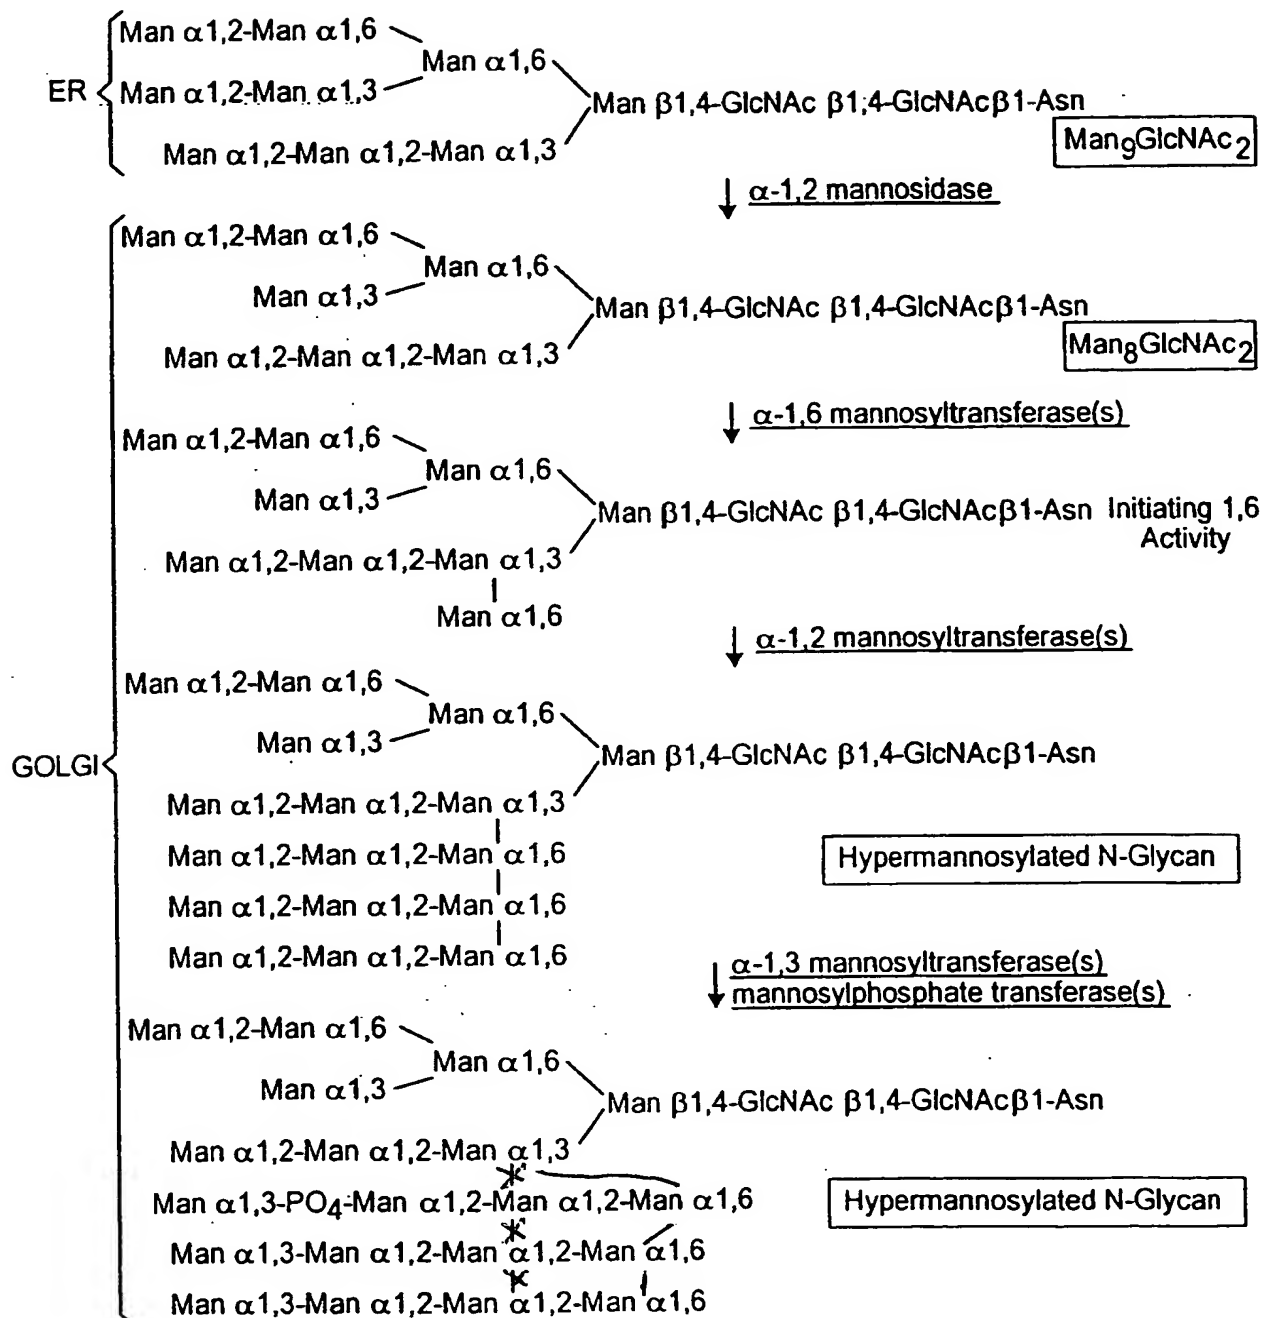 Man α1,2-Man α1,6
Man α1,6
ER
Man α1,2-Man α1,3
Man β1,4-GlcNAc β1,4-GlcNAcβ1-Asn
Man α1,2-Man α1,2-Man α1,3
Man9GlcNAc2
α-1,2 mannosidase
Man α1,2-Man α1,6
Man α1,6
Man α1,3
Man β1,4-GlcNAc β1,4-GlcNAcβ1-Asn
Man α1,2-Man α1,2-Man α1,3
Man8GlcNAc2
α-1,6 mannosyltransferase(s)
Man α1,2-Man α1,6
Man α1,6
Man α1,3
Man β1,4-GlcNAc β1,4-GlcNAcβ1-Asn Initiating 1,6
Activity
Man α1,2-Man α1,2-Man α1,3
Man α1,6
α-1,2 mannosyltransferase(s)
Man α1,2-Man α1,6
Man α1,6
Man α1,3
GOLGI
Man β1,4-GlcNAc β1,4-GlcNAcβ1-Asn
Man α1,2-Man α1,2-Man α1,3
Man α1,2-Man α1,2-Man α1,6
Hypermannosylated N-Glycan
Man α1,2-Man α1,2-Man α1,6
Man α1,2-Man α1,2-Man α1,6
α-1,3 mannosyltransferase(s)
mannosylphosphate transferase(s)
Man α1,2-Man α1,6
Man α1,6
Man α1,3
Man β1,4-GlcNAc β1,4-GlcNAcβ1-Asn
Man α1,2-Man α1,2-Man α1,3
Man α1,3-PO4-Man α1,2-Man α1,2-Man α1,6
Hypermannosylated N-Glycan
Man α1,3-Man α1,2-Man α1,2-Man α1,6
Man α1,3-Man α1,2-Man α1,2-Man α1,6